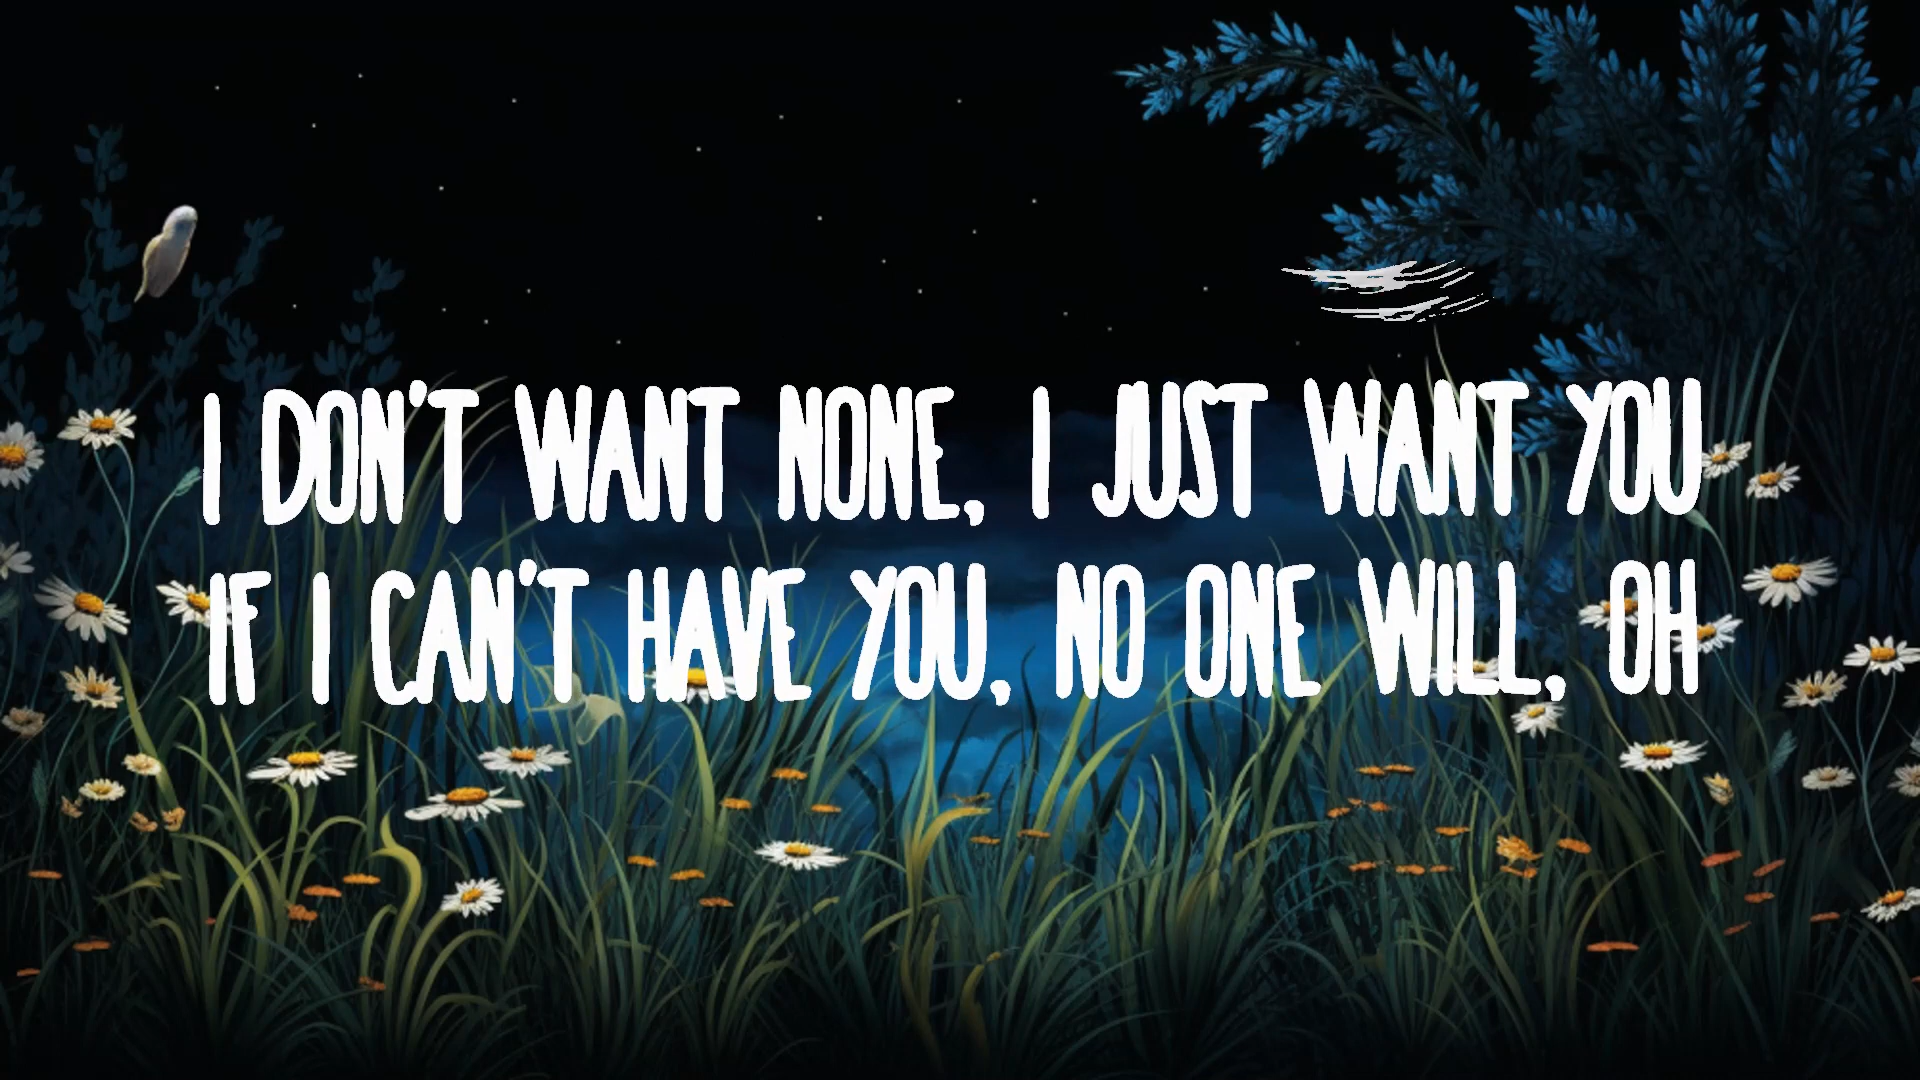 I DON'T WANT NONE, I JUST WANT YOU
IF I CAN'T HAVE YOU, NO ONE WILL, OH